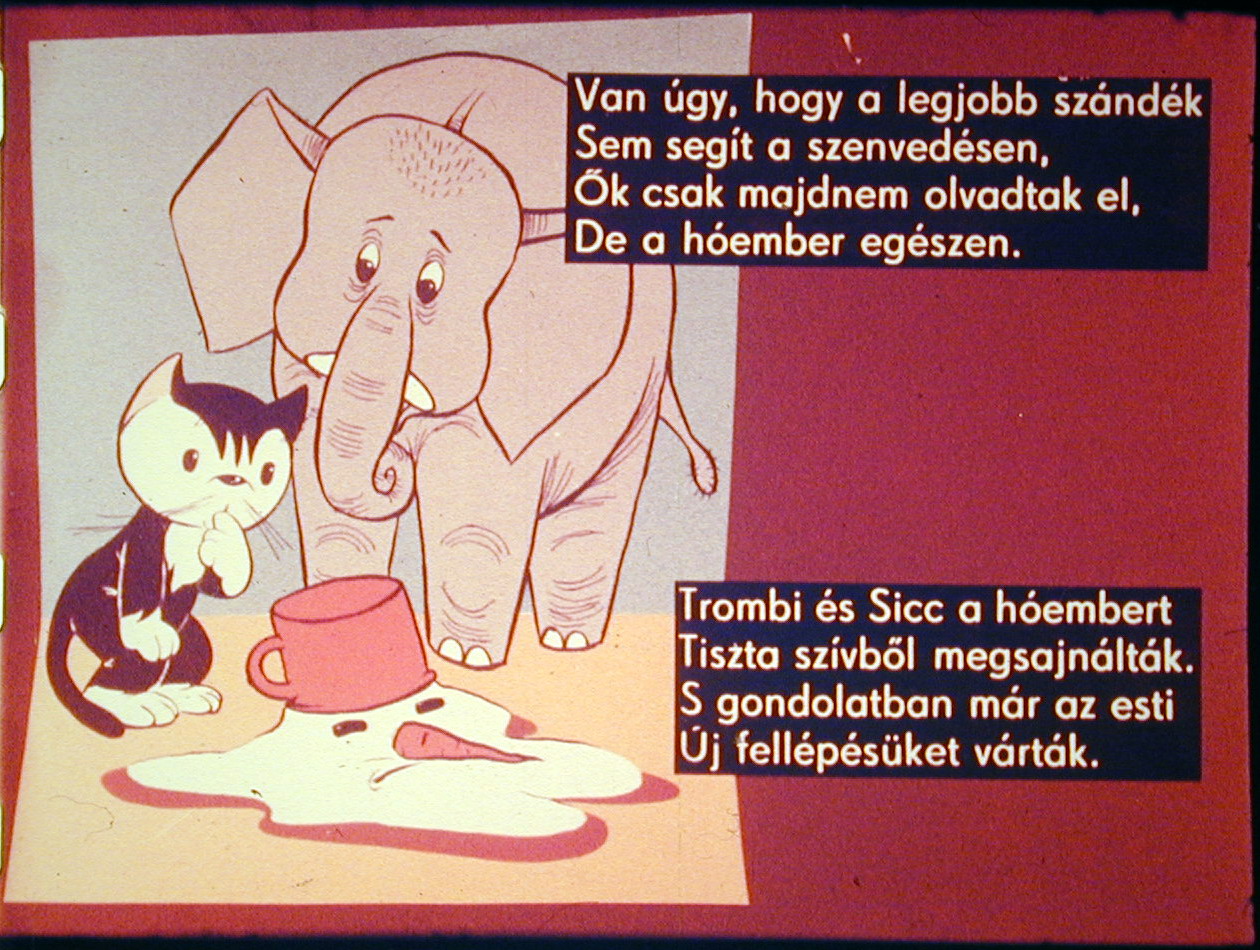 Van úgy, hogy a legjobb szándék
Sem segít a szenvedésen,
Ők csak majdnem olvadtak el,
De a hóember egészen.
Trombi és Sicc a hóembert
Tiszta szívből megsajnálták.
S gondolatban már az esti
Új fellépésüket várták.